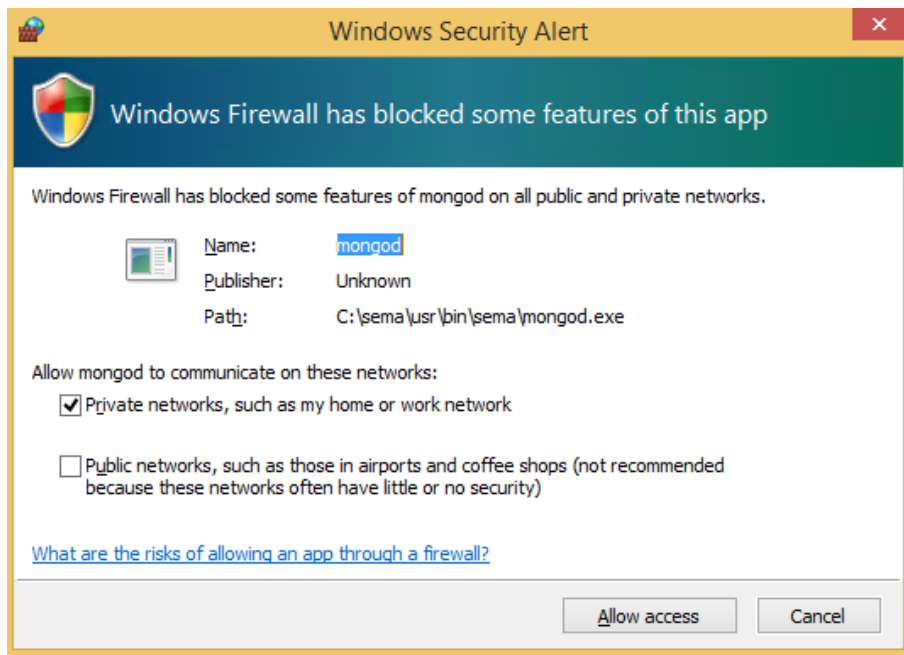 Windows Security Alert
Windows Firewall has blocked some features of this app
Windows Firewall has blocked some features of mongod on all public and private networks.
Name: mongod
Publisher: Unknown
Path: C:\sema\usr\bin\sema\mongod.exe
Allow mongod to communicate on these networks:
Private networks, such as my home or work network
Public networks, such as those in airports and coffee shops (not recommended
because these networks often have little or no security)
What are the risks of allowing an app through a firewall?
Allow access Cancel